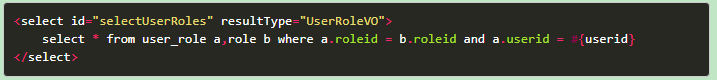 <select id="selectUserRoles" resultType="UserRoleVO">
select * from user_role a,role b where a.roleid = b.roleid and a.userid = #{userid}
</select>